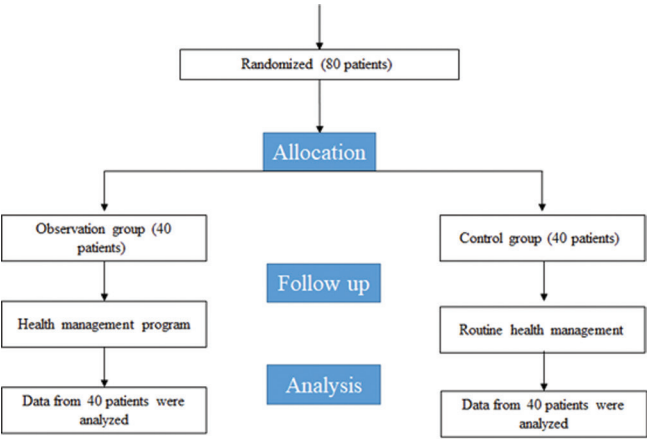 Randomized (80 patients)
Allocation
Observation group (40
patients)
Control group (40 patients)
Follow up
Health management program
Routine health management
Analysis
Data from 40 patients were
analyzed
Data from 40 patients were
analyzed